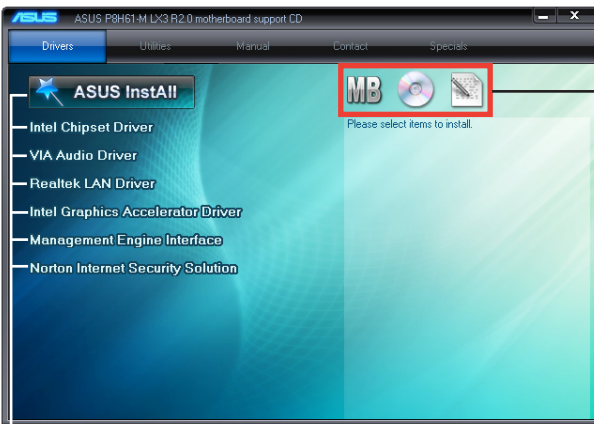 ASUS ASUS P8H61-M LX3 R2.0 motherboard support CD
Drivers Utilities Manual Contact Specials
ASUS InstAll MB
Please select items to install.
Intel Chipset Driver
VIA Audio Driver
Realtek LAN Driver
Intel Graphics Accelerator Driver
Management Engine Interface
Norton Internet Security Solution